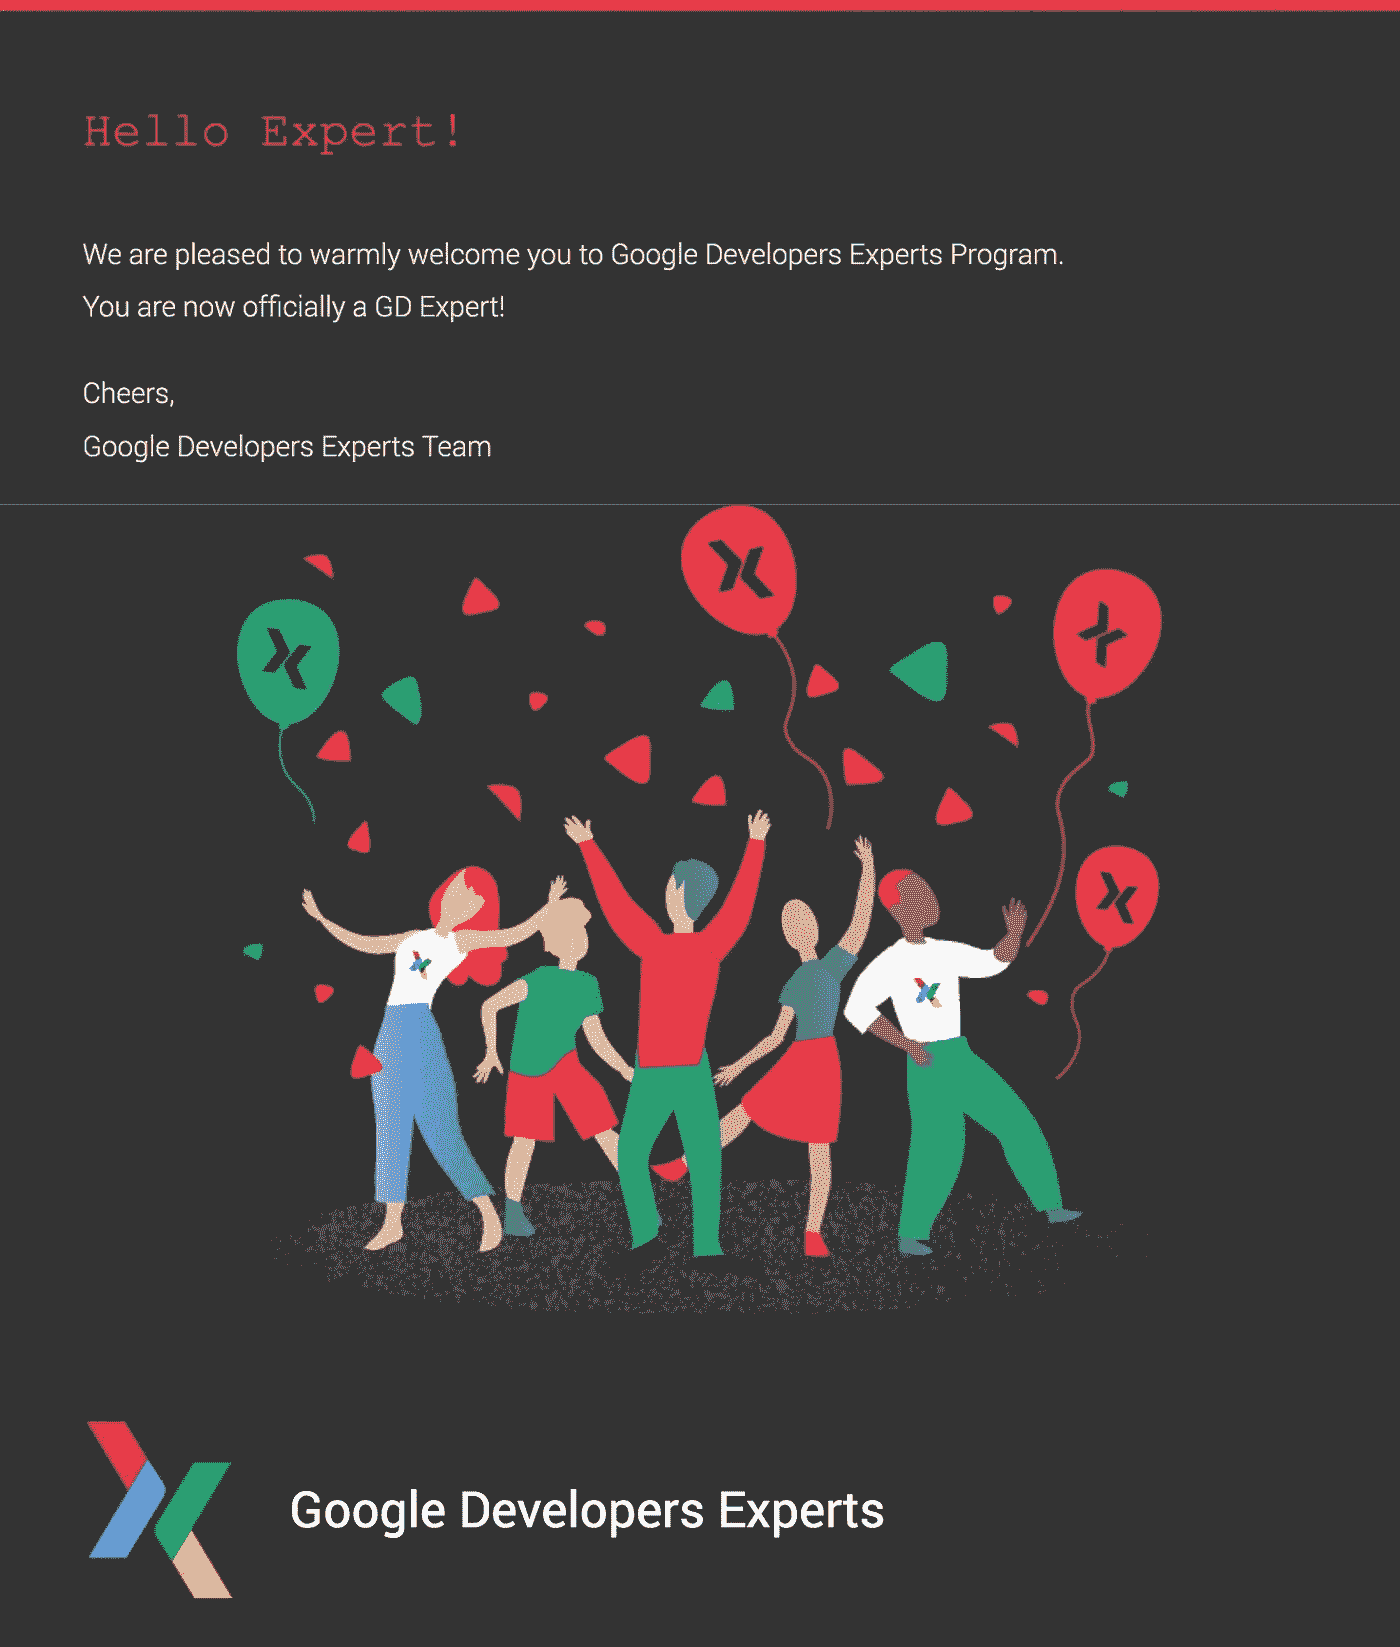 Hello Expert!
We are pleased to warmly welcome you to Google Developers Experts Program.
You are now officially a GD Expert!
Cheers,
Google Developers Experts Team
Google Developers Experts